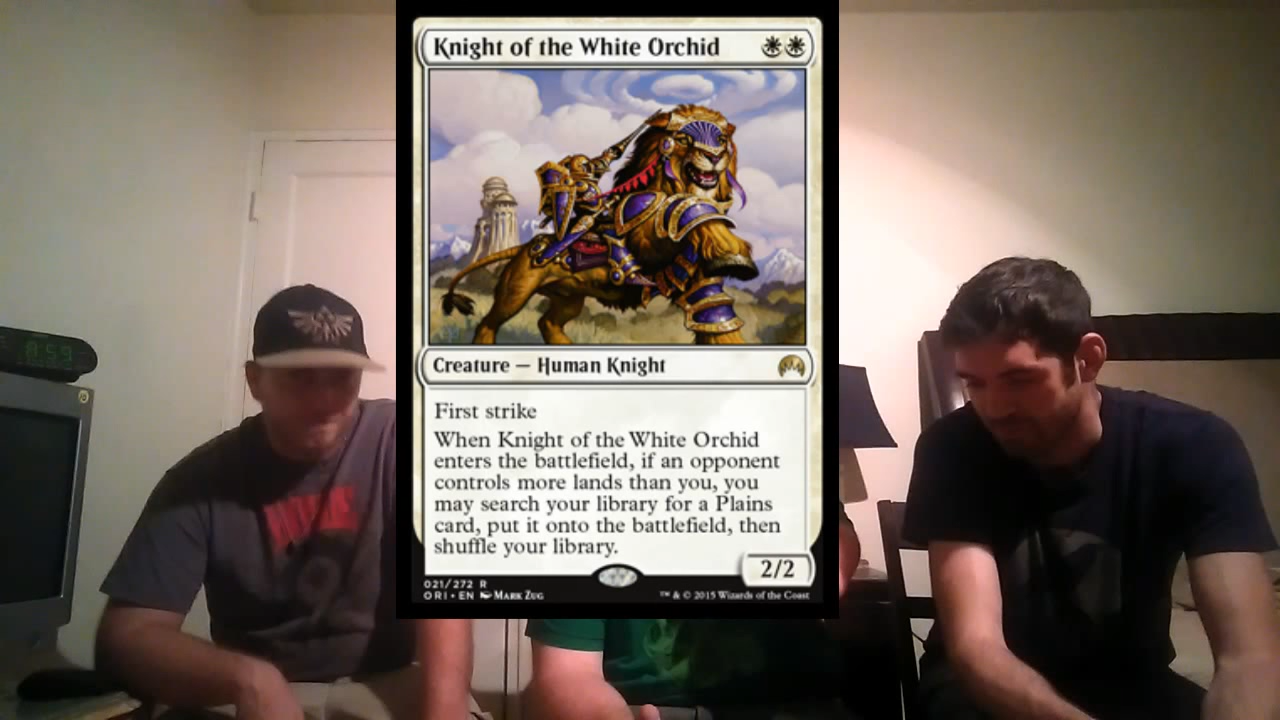 Knight of the White Orchid
8:59
Creature — Human Knight
First strike
When Knight of the White Orchid
enters the battlefield, if an opponent
controls more lands than you, you
may search your library for a Plains
card, put it onto the battlefield, then
shuffle your library.
2/2
021/272 R
ORI • EN Mark Zug
™ & © 2015 Wizards of the Coast